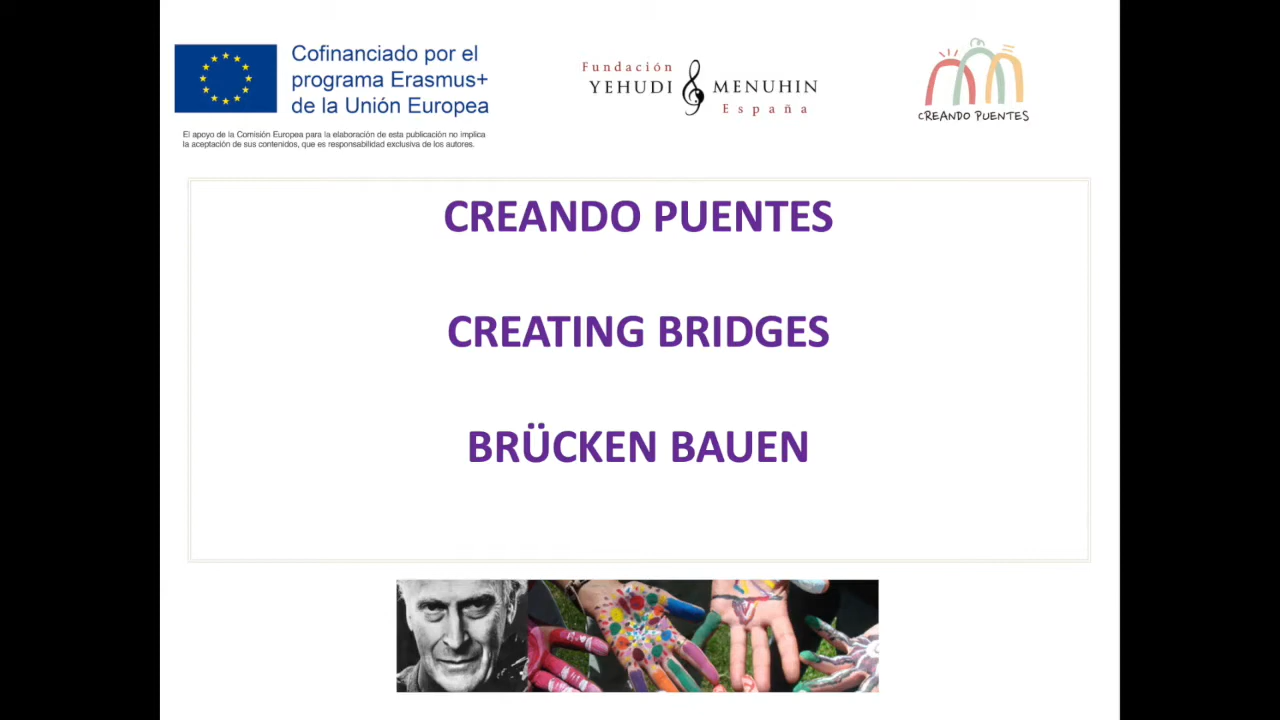 Cofinanciado por el
programa Erasmus+
de la Unión Europea
El apoyo de la Comisión Europea para la elaboración de esta publicación no implica
la aceptación de sus contenidos, que es responsabilidad exclusiva de los autores.
Fundación
YEHUDI MENUHIN
España
CREANDO PUENTES
CREANDO PUENTES
CREATING BRIDGES
BRÜCKEN BAUEN